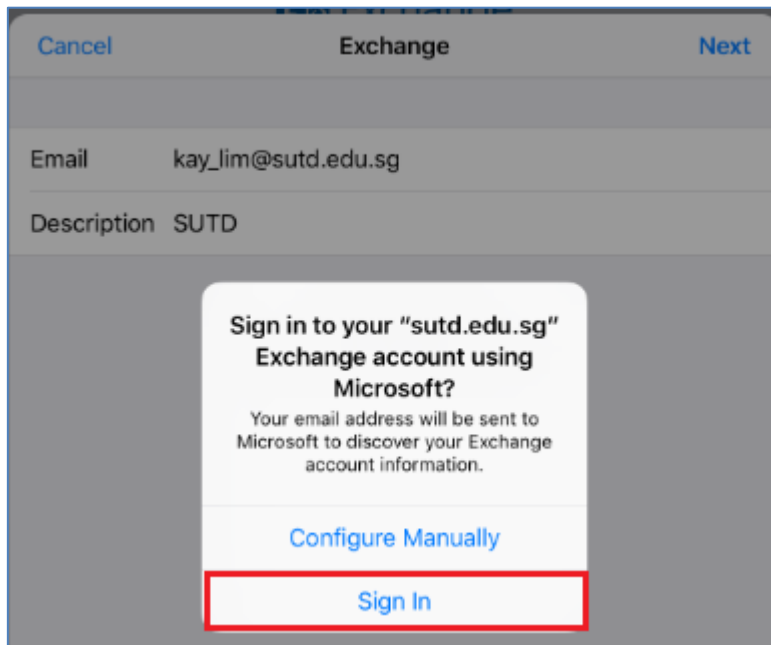 Cancel Exchange Next
Email kay_lim@sutd.edu.sg
Description SUTD
Sign in to your “sutd.edu.sg”
Exchange account using
Microsoft?
Your email address will be sent to
Microsoft to discover your Exchange
account information.
Configure Manually
Sign In